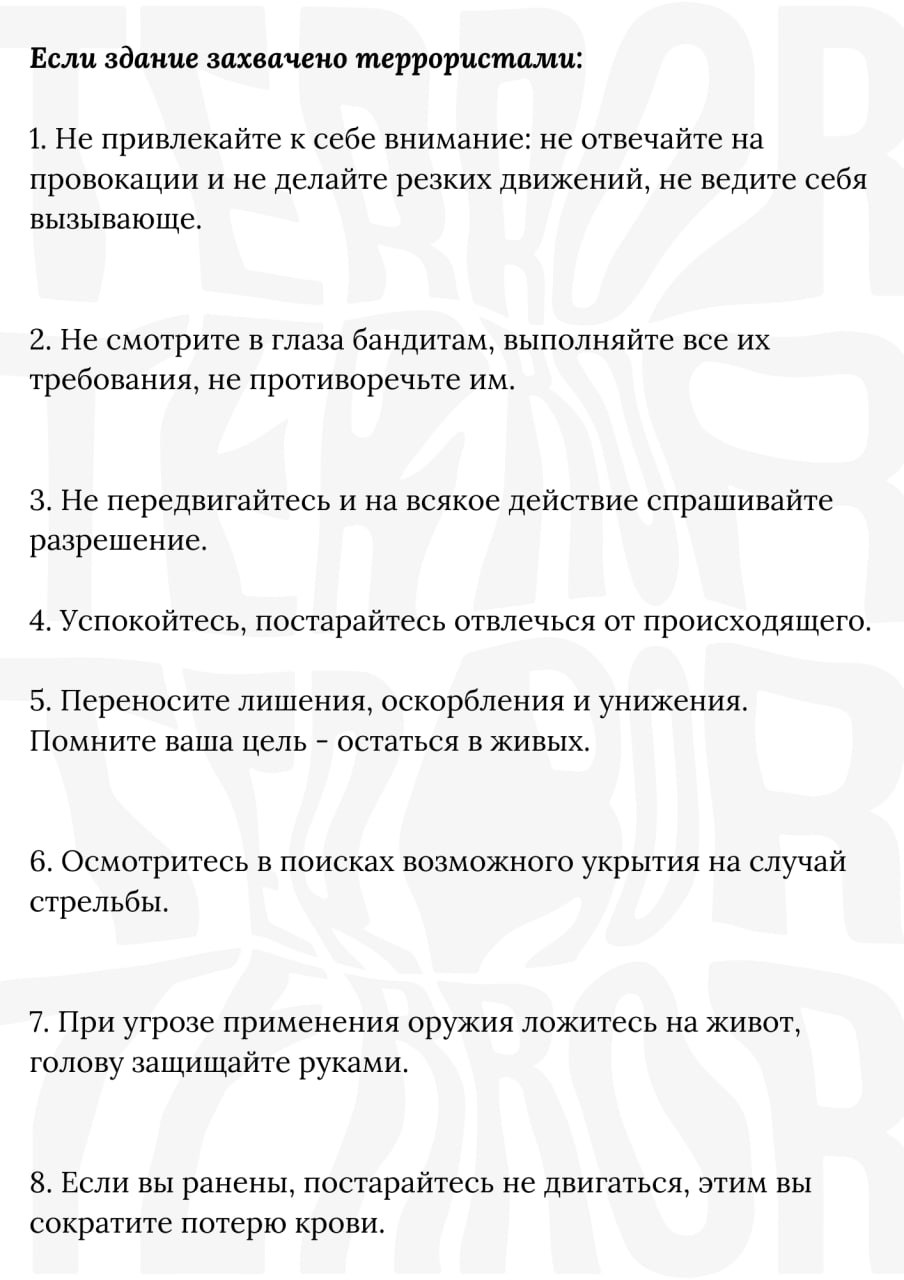 Если здание захвачено террористами:
1. Не привлекайте к себе внимание: не отвечайте на
провокации и не делайте резких движений, не ведите себя
вызывающе.
2. Не смотрите в глаза бандитам, выполняйте все их
требования, не противоречьте им.
3. Не передвигайтесь и на всякое действие спрашивайте
разрешение.
4. Успокойтесь, постарайтесь отвлечься от происходящего.
5. Переносите лишения, оскорбления и унижения.
Помните ваша цель - остаться в живых.
6. Осмотритесь в поисках возможного укрытия на случай
стрельбы.
7. При угрозе применения оружия ложитесь на живот,
голову защищайте руками.
8. Если вы ранены, постарайтесь не двигаться, этим вы
сократите потерю крови.
TERROR
TERROR
TERROR
TERROR